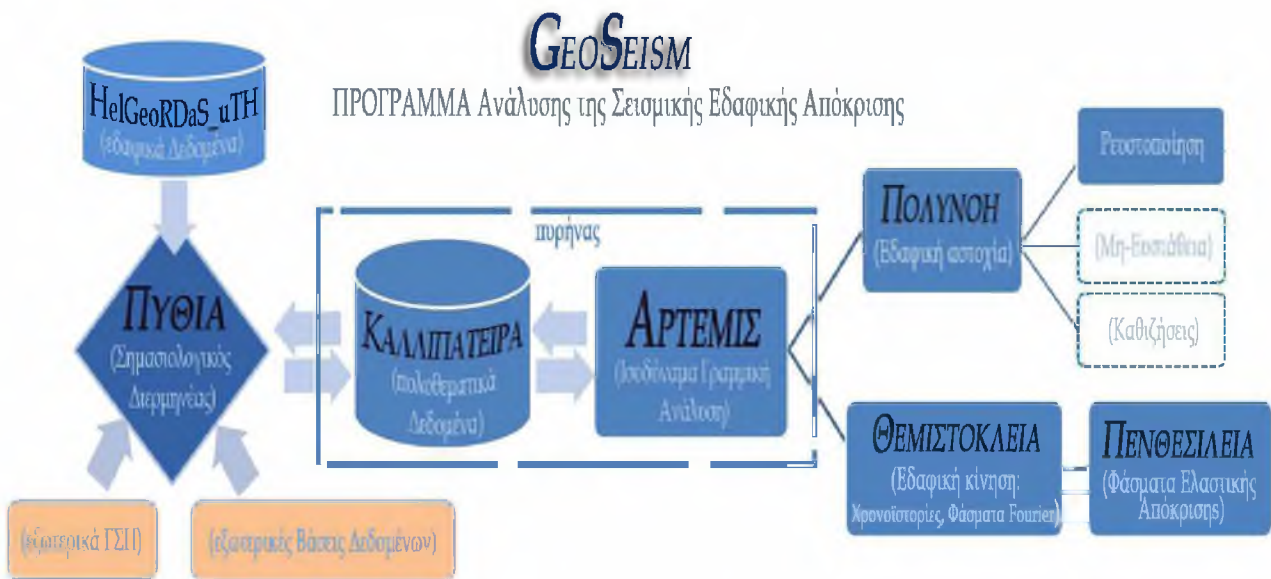 GEOSEISM
ΠΡΟΓΡΑΜΜΑ Ανάλυσης της Σεισμικής Εδαφικής Απόκρισης
HelGeoRDaS_uTH
(εδαφικά Δεδομένα)
πυρήνας
ΠΥΘΙΑ
(Σημασιολογικός
Διερμηνέας)
ΚΑΛΛΙΠΑΤΕΙΡΑ
(πολυθεματικά
Δεδομένα)
ΑΡΤΕΜΙΣ
(Ισοδύναμα Γραμμική
Ανάλυση)
ΠΟΛΥΝΟΗ
(Εδαφική αστοχία)
Ρευστοποίηση
(Μη-Ευστάθεια)
(Καθιζήσεις)
ΘΕΜΙΣΤΟΚΛΕΙΑ
(Εδαφική κίνηση:
Χρονοϊστορίες, Φάσματα Fourier)
ΠΕΝΘΕΣΙΛΕΙΑ
(Φάσματα Ελαστικής
Απόκρισης)
(εξωτερικά ΓΣΠ)
(εξωτερικές Βάσεις Δεδομένων)